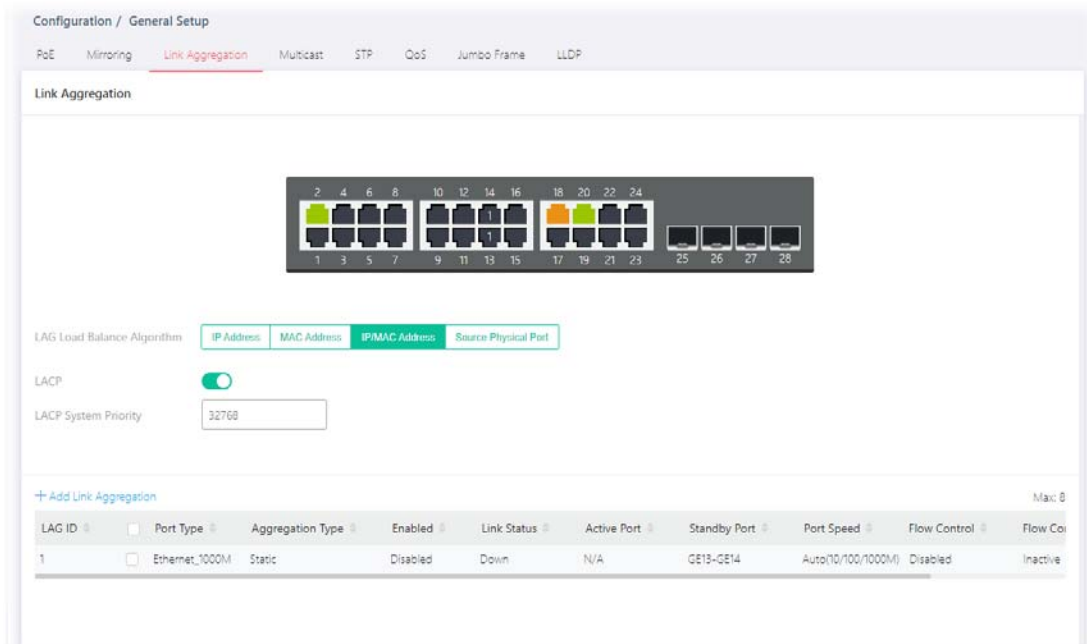 Configuration / General Setup
PoE Mirroring Link Aggregation Multicast STP QoS Jumbo Frame LLDP
Link Aggregation
2 4 6 8 10 12 14 16 18 20 22 24
1
1
1 3 5 7 9 11 13 15 17 19 21 23 25 26 27 28
LAG Load Balance Algorithm IP Address MAC Address IP/MAC Address Source Physical Port
LACP
LACP System Priority 32768
+ Add Link Aggregation Max: 8
LAG ID Port Type Aggregation Type Enabled Link Status Active Port Standby Port Port Speed Flow Control Flow Co
1 Ethernet_1000M Static Disabled Down N/A GE13-GE14 Auto(10/100/1000M) Disabled Inactive